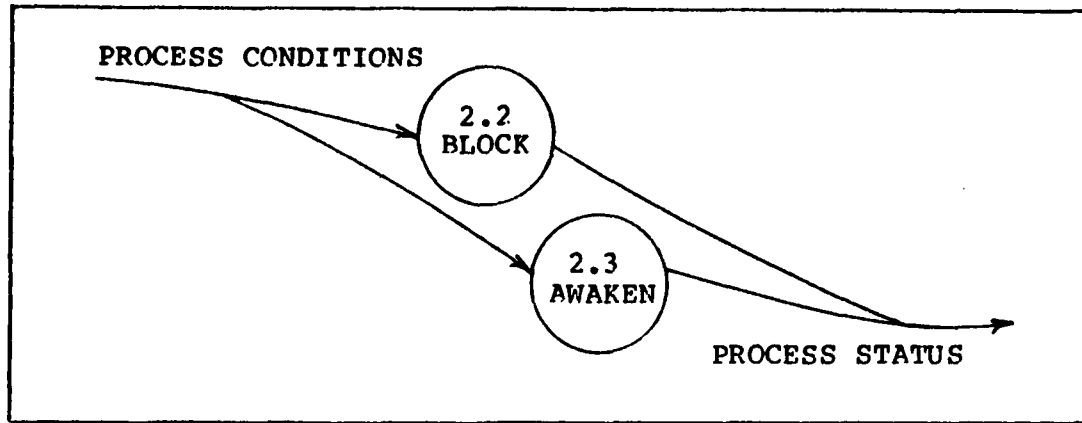 PROCESS CONDITIONS
2.2
BLOCK
2.3
AWAKEN
PROCESS STATUS